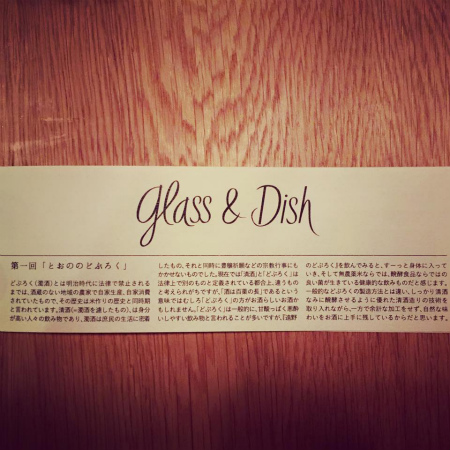 Glass & Dish
第一回「とおののどぶろく」
どぶろく(濁酒)とは明治時代に法律で禁止される
までは、酒蔵のない地域の農家で自家生産、自家消費
されていたもので、その歴史は米作りの歴史と同時期
と言われています。清酒(=濁酒を濾したもの)、は身分
が高い人々の飲み物であり、濁酒は庶民の生活に密着
したもの、それと同時に豊穣祈願などの宗教行事にも
かかせないものでした。現在では「清酒」と「どぶろく」は
法律上で別のものと定義されている都合上、違うもの
と考えられがちですが、『酒は百薬の長』であるという
意味ではむしろ「どぶろく」の方がお酒らしいお酒か
もしれません。「どぶろく」は一般的に、甘酸っぱく悪酔
いしやすい飲み物と言われることが多いですが、『遠野
のどぶろく』を飲んでみると、すーっと身体に入って
いき、そして無農薬米ならでは、醗酵食品ならではの
良い菌が生きている健康的な飲みものだと感じます。
一般的などぶろくの製造方法とは違い、しっかり清酒
なみに醗酵させるように優れた清酒造りの技術を
取り入れながら、一方で余計な加工をせず、自然な味
わいをお酒に上手に残しているからだと思います。